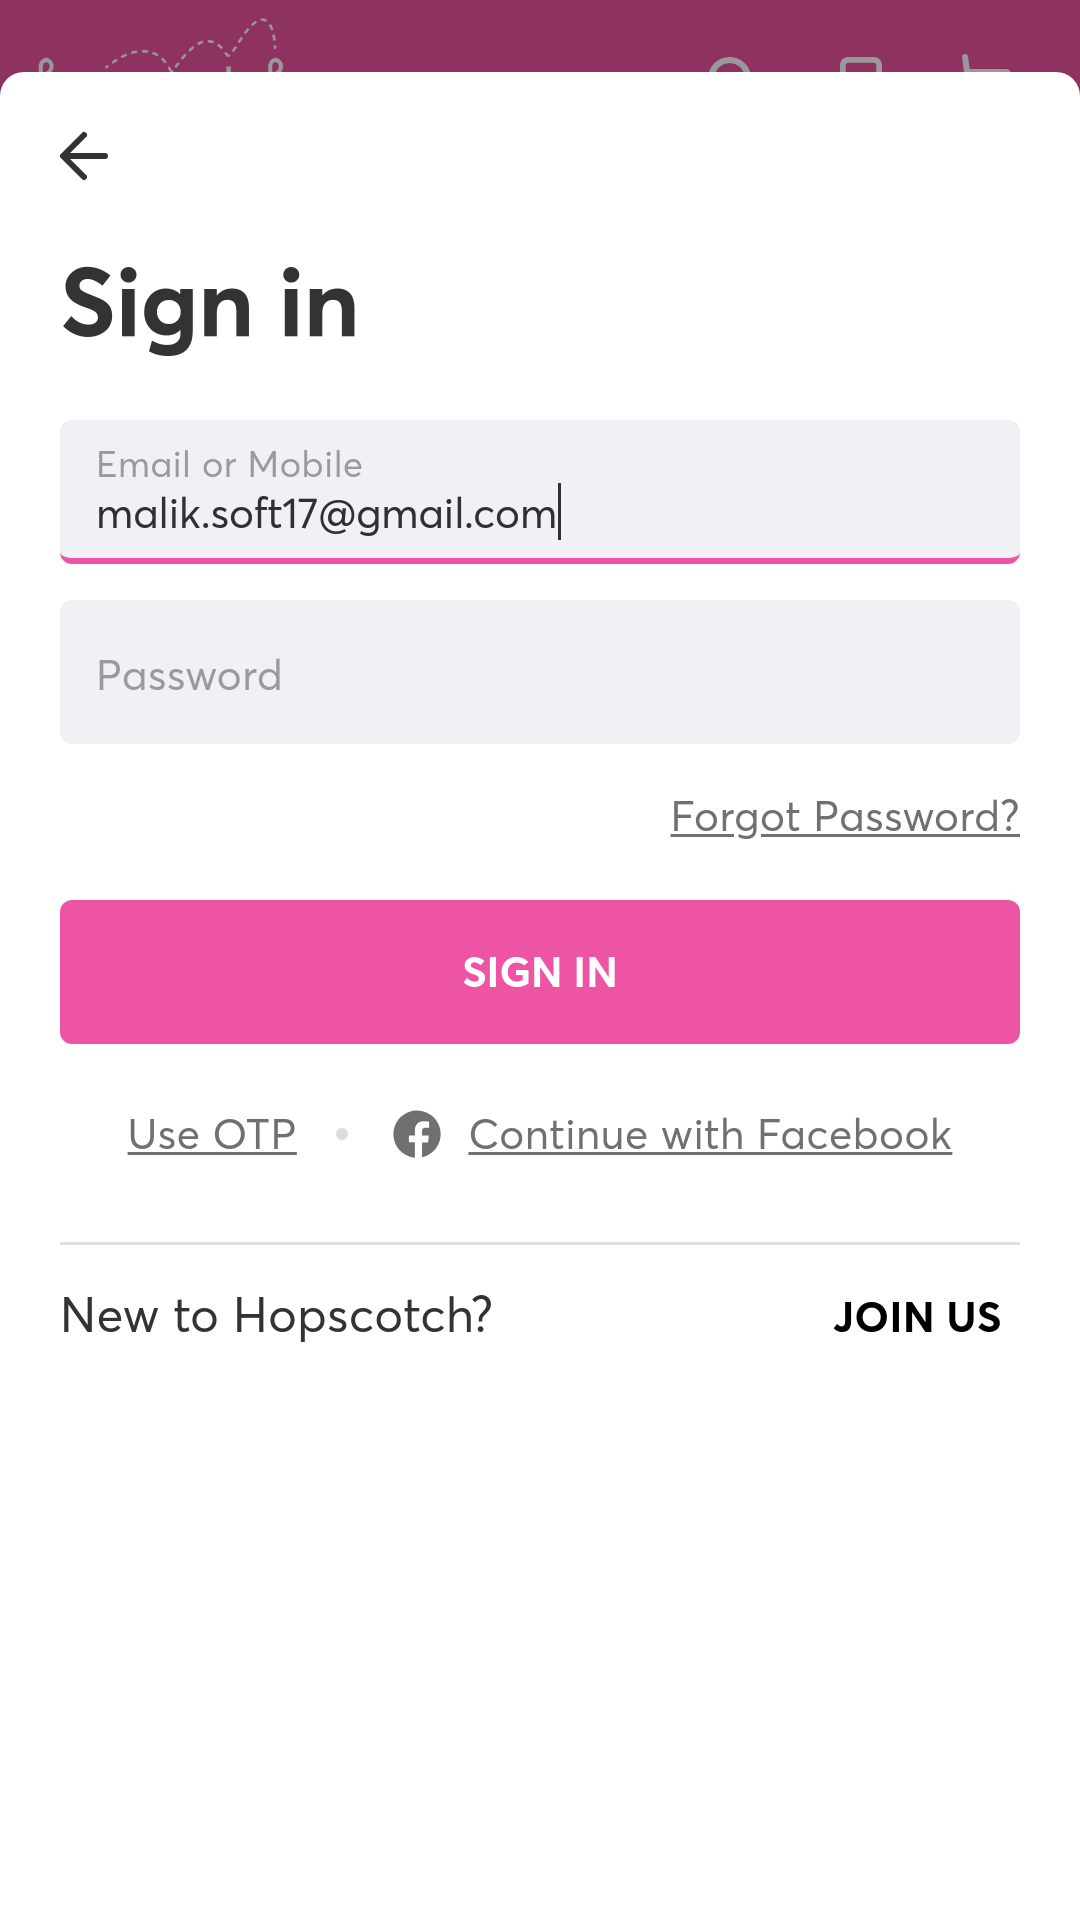 Sign in
Email or Mobile
malik.soft17@gmail.com
Password
Forgot Password?
SIGN IN
Use OTP • Continue with Facebook
New to Hopscotch? JOIN US